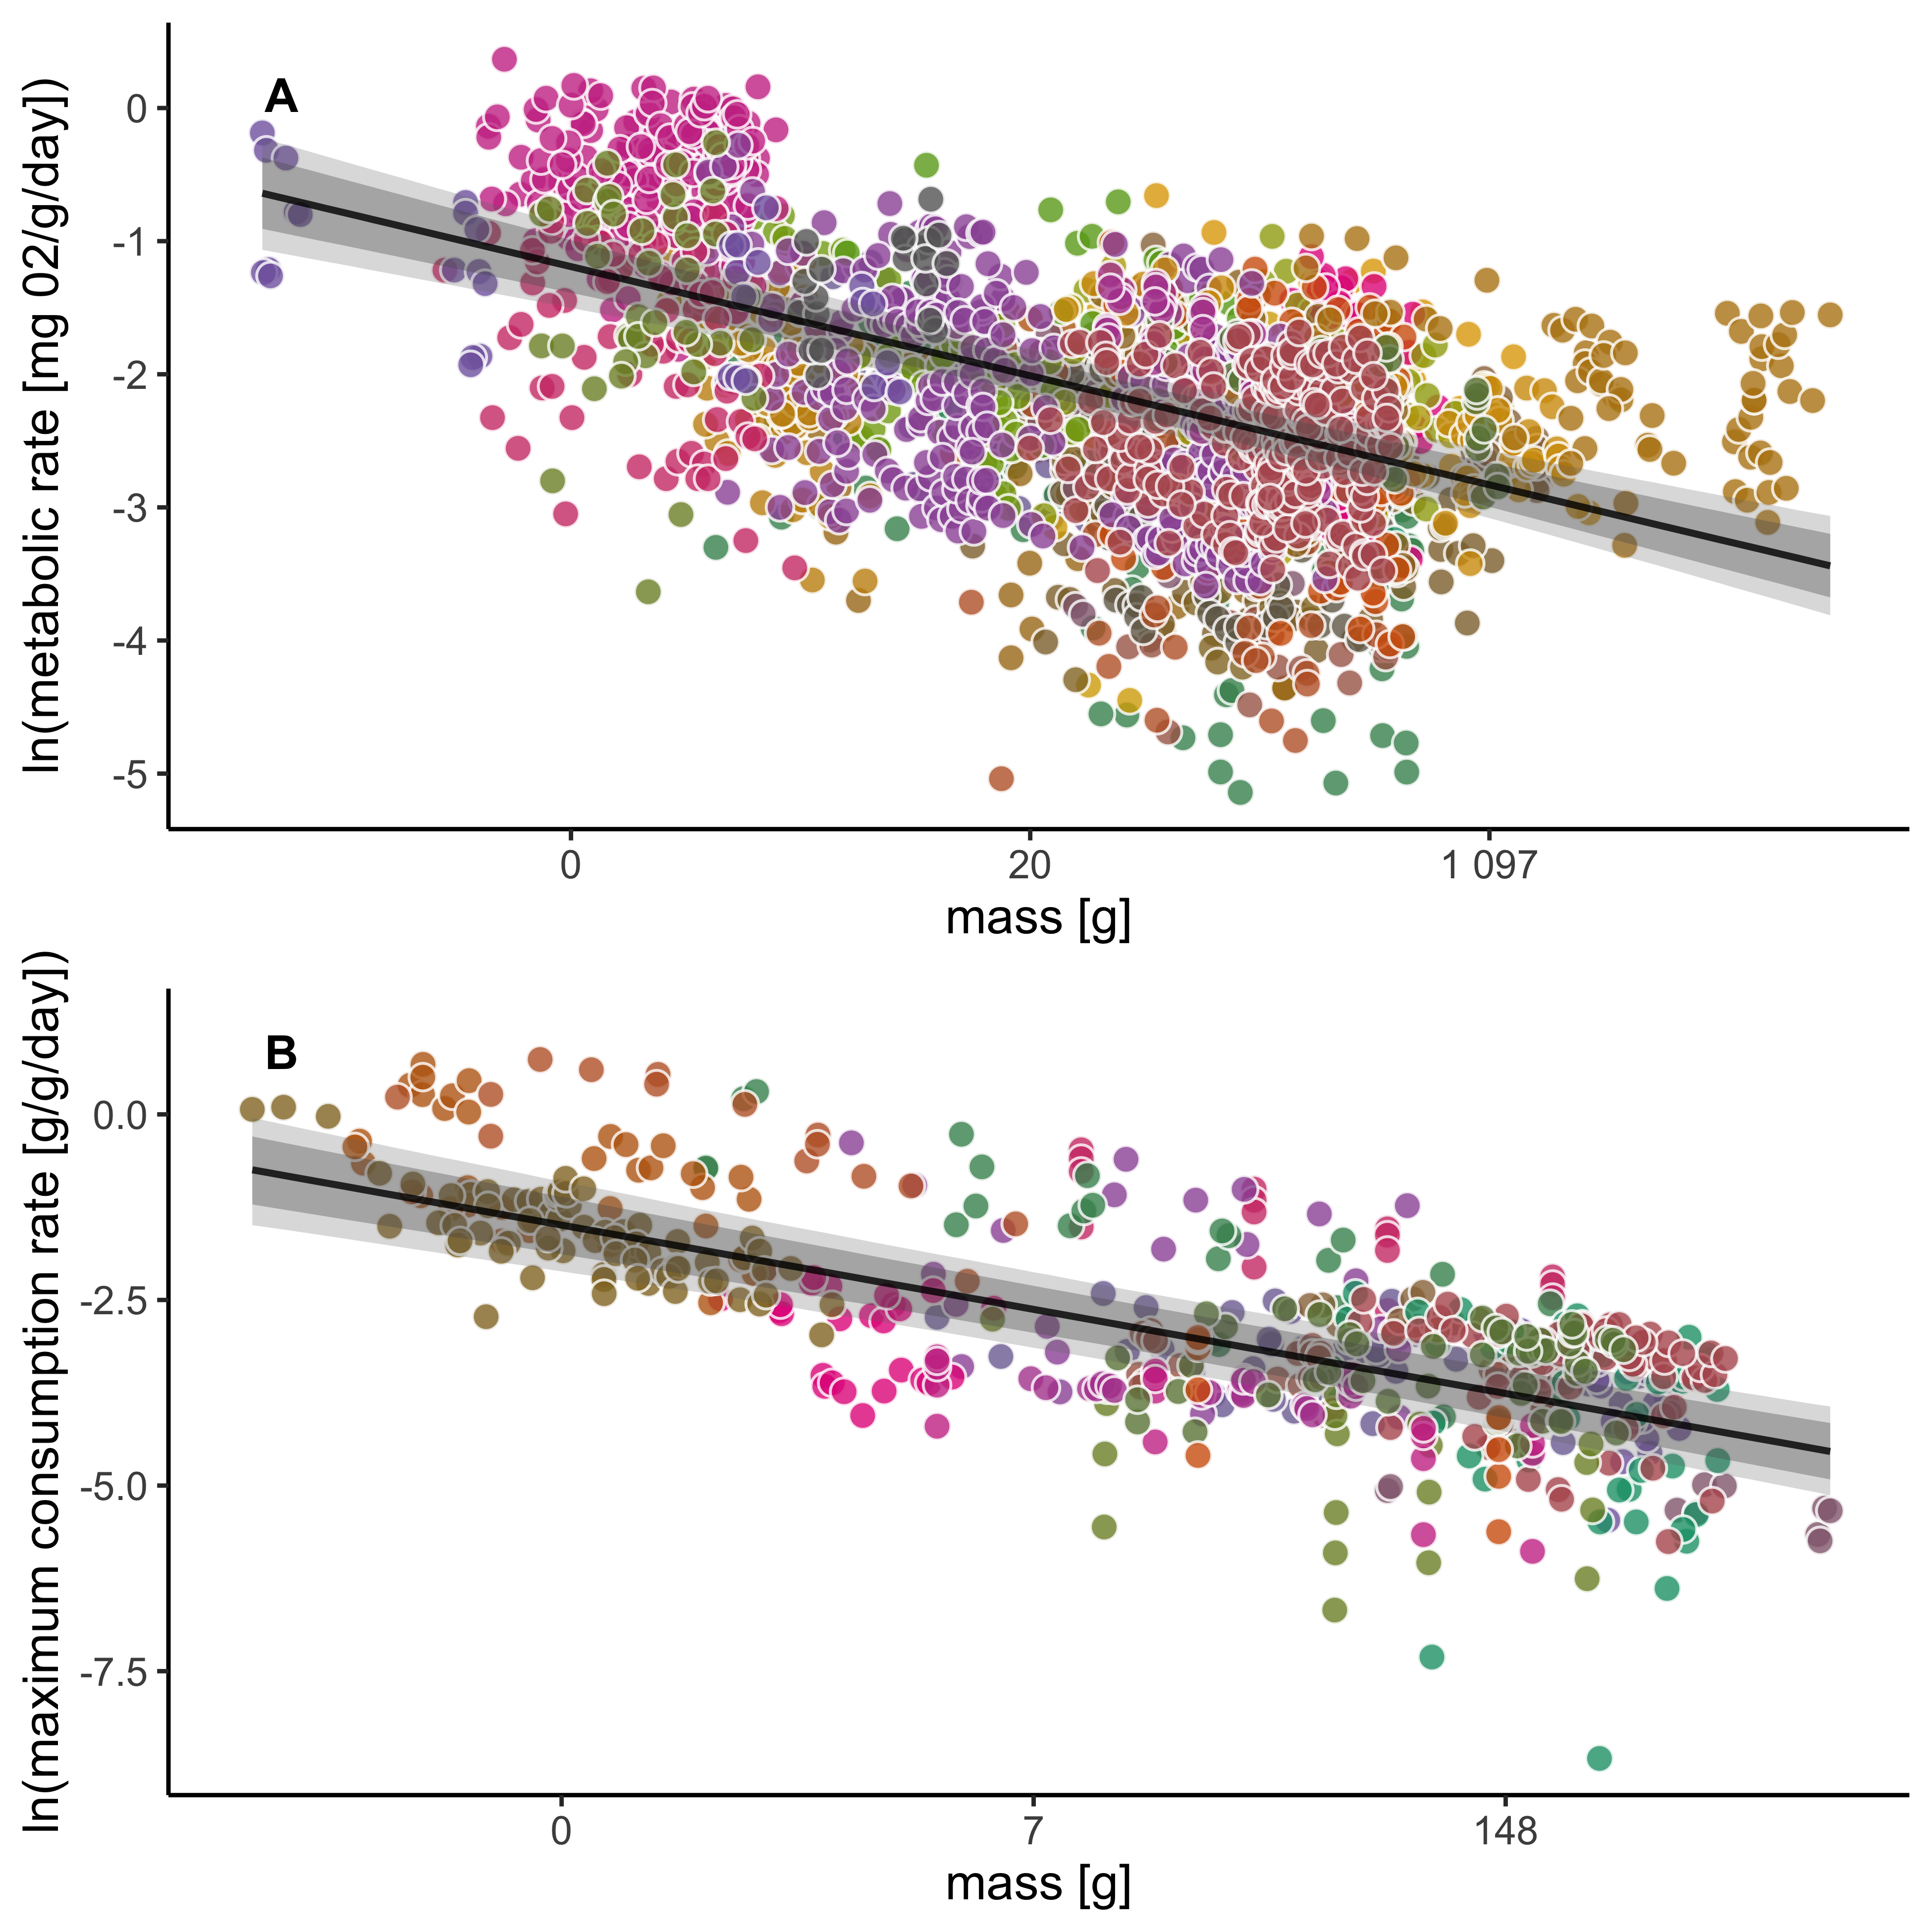 A
ln(metabolic rate [mg 02/g/day])
0
-1
-2
-3
-4
-5
0 20 1 097
mass [g]
B
ln(maximum consumption rate [g/g/day])
0.0
-2.5
-5.0
-7.5
0 7 148
mass [g]